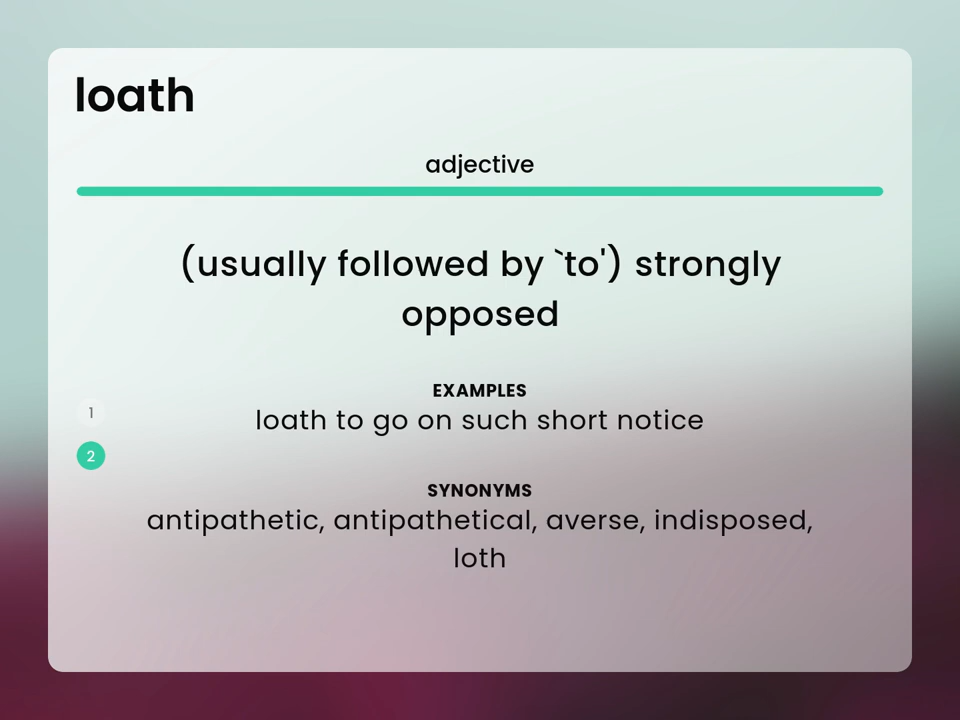 loath
adjective
(usually followed by `to') strongly
opposed
EXAMPLES
loath to go on such short notice
1
2
SYNONYMS
antipathetic, antipathetical, averse, indisposed,
loth